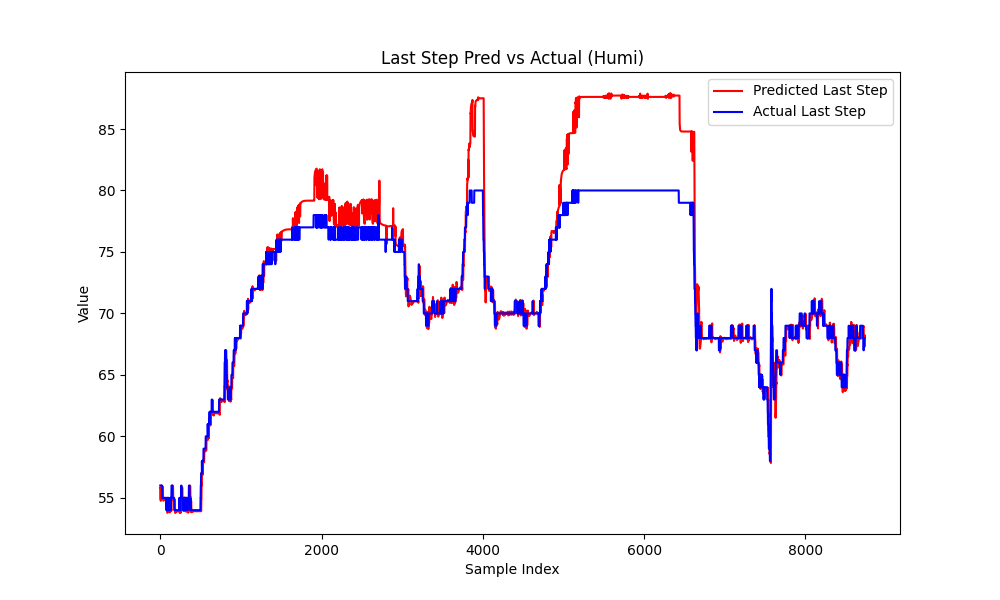 Last Step Pred vs Actual (Humi)
Predicted Last Step
Actual Last Step
Value
85
80
75
70
65
60
55
0 2000 4000 6000 8000
Sample Index